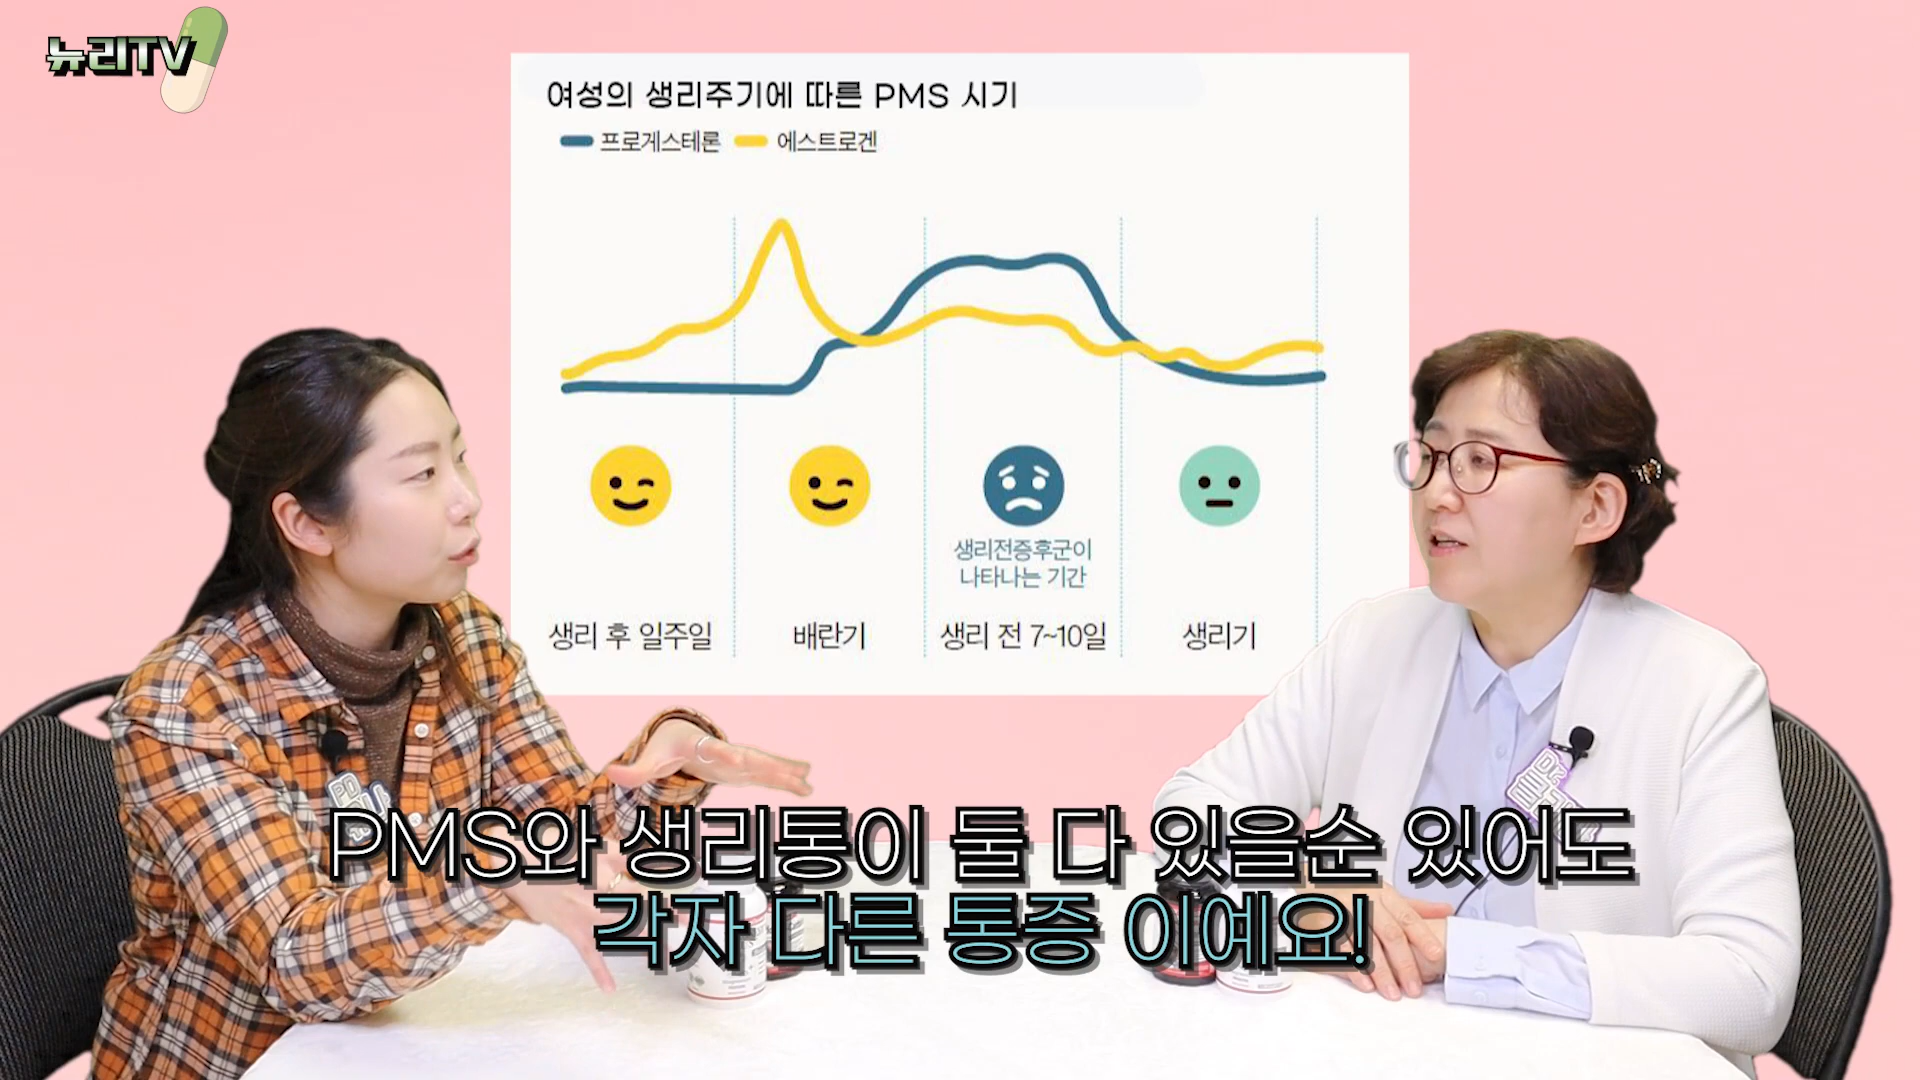 뉴리TV
여성의 생리주기에 따른 PMS 시기
프로게스테론 에스트로겐
생리전증후군이
나타나는 기간
생리 후 일주일 배란기 생리 전 7~10일 생리기
PD
PMS와 생리통이 둘 다 있을순 있어도
각자 다른 통증 이예요!